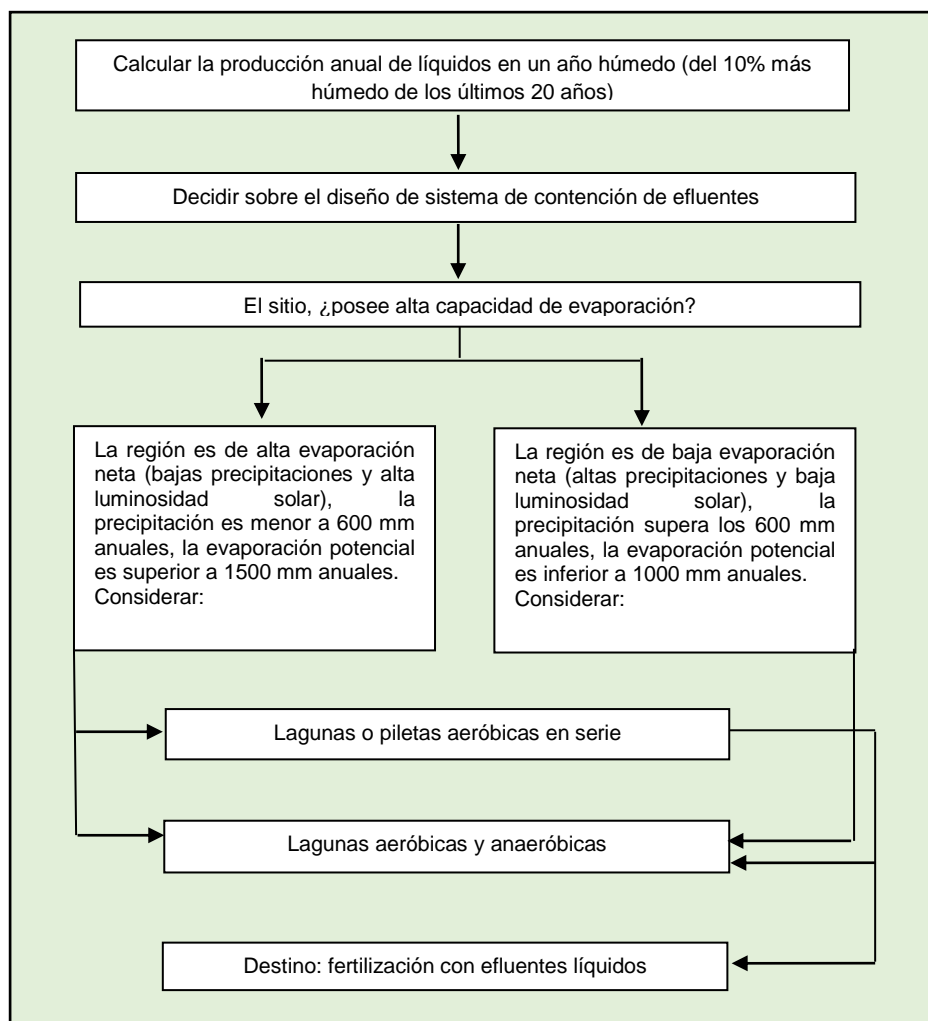 Calcular la producción anual de líquidos en un año húmedo (del 10% más
húmedo de los últimos 20 años)
Decidir sobre el diseño de sistema de contención de efluentes
El sitio, ¿posee alta capacidad de evaporación?
La región es de alta evaporación
neta (bajas precipitaciones y alta
luminosidad solar), la
precipitación es menor a 600 mm
anuales, la evaporación potencial
es superior a 1500 mm anuales.
Considerar:
La región es de baja evaporación
neta (altas precipitaciones y baja
luminosidad solar), la
precipitación supera los 600 mm
anuales, la evaporación potencial
es inferior a 1000 mm anuales.
Considerar:
Lagunas o piletas aeróbicas en serie
Lagunas aeróbicas y anaeróbicas
Destino: fertilización con efluentes líquidos